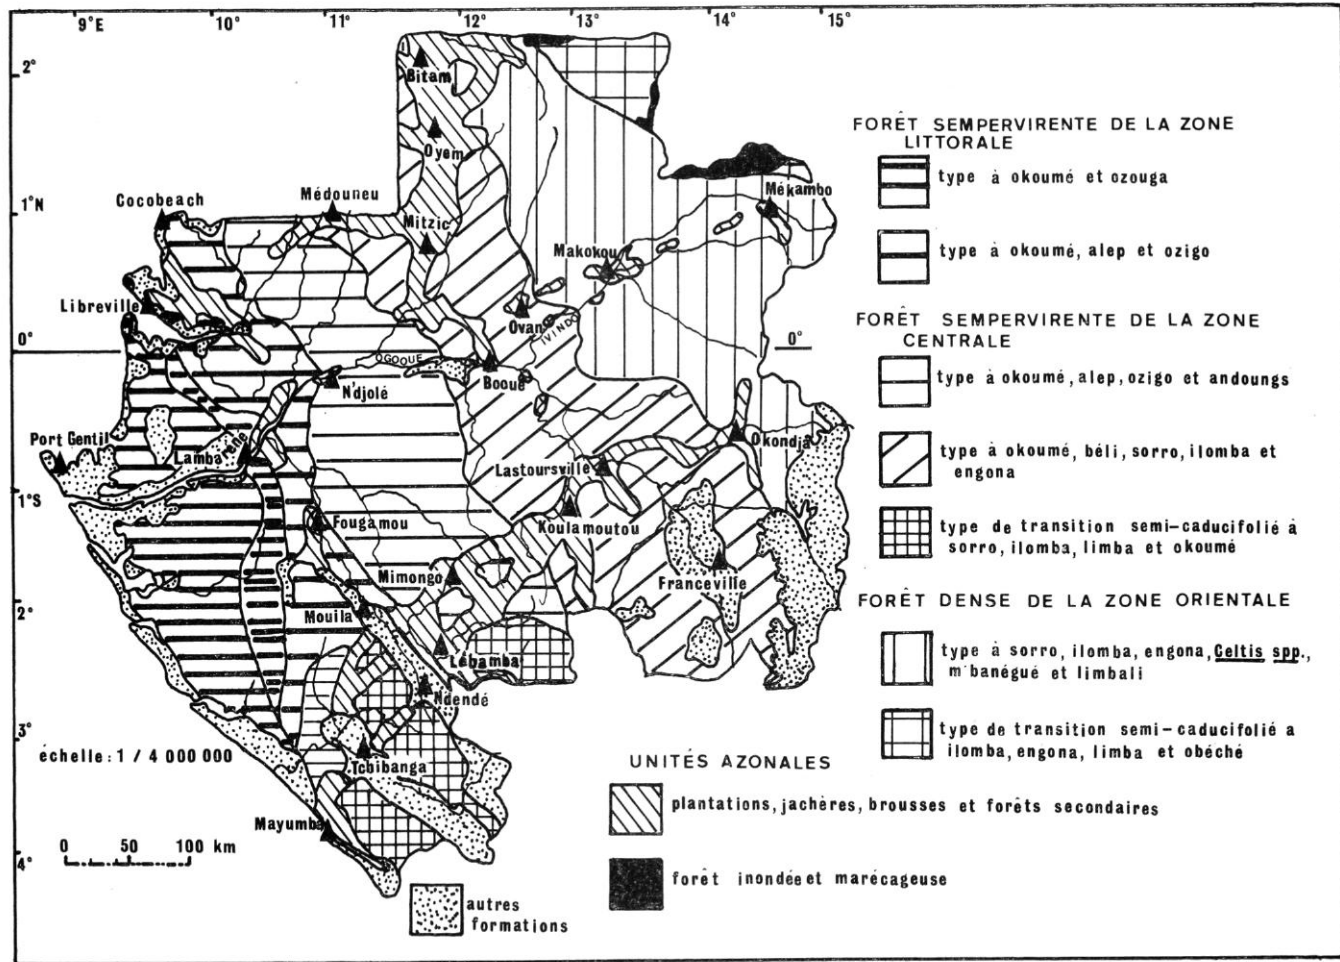 9°E 10° 11° 12° 13° 14° 15°
2°
Bitam
Oyem
1°N
Cocobeach
Médouneu
Mitzic
Mékambo
Makokou
Libreville
Ovan
IVINDO
0°
0°
OGOOUE
Booué
N'djolé
Port Gentil
Lambaréné
Okondja
Lastoursville
1°S
Fougamou
Koulamoutou
Mimongo
Franceville
2°
Mouila
Lébamba
Ndendé
3°
échelle: 1 / 4 000 000
Tchibanga
Mayumba
0 50 100 km
4°
FORÊT SEMPERVIRENTE DE LA ZONE
LITTORALE
type à okoumé et ozouga
type à okoumé, alep et ozigo
FORÊT SEMPERVIRENTE DE LA ZONE
CENTRALE
type à okoumé, alep, ozigo et andoungs
type à okoumé, béli, sorro, ilomba et
engona
type de transition semi-caducifolié à
sorro, ilomba, limba et okoumé
FORÊT DENSE DE LA ZONE ORIENTALE
type à sorro, ilomba, engona, Celtis spp.,
m'banégué et limbali
type de transition semi-caducifolié a
ilomba, engona, limba et obéché
UNITÉS AZONALES
plantations, jachères, brousses et forêts secondaires
forêt inondée et marécageuse
autres
formations